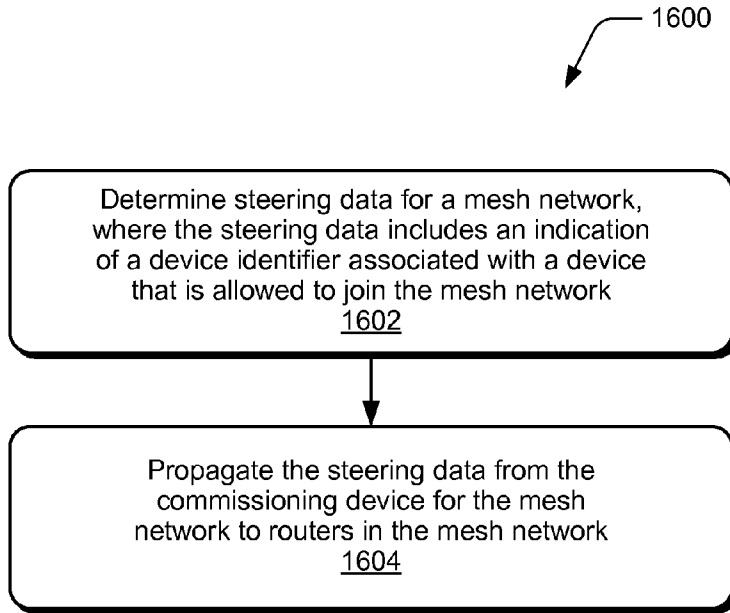 1600
Determine steering data for a mesh network,
where the steering data includes an indication
of a device identifier associated with a device
that is allowed to join the mesh network
1602
Propagate the steering data from the
commissioning device for the mesh
network to routers in the mesh network
1604